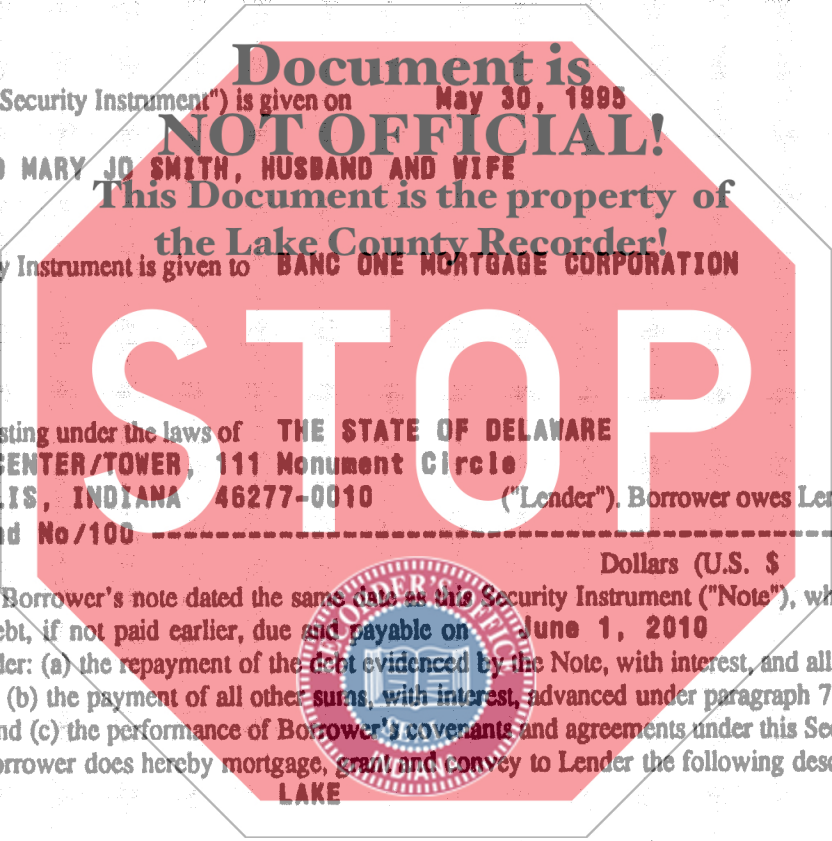 Document is
Security Instrument") is given on May 30, 1995
NOT OFFICIAL!
MARY JO SMITH, HUSBAND AND WIFE
This Document is the property of
the Lake County Recorder!
Instrument is given to BANC ONE MORTGAGE CORPORATION
STOP
sting under the laws of THE STATE OF DELAWARE
CENTER/TOWER, 111 Monument Circle
LIS, INDIANA 46277-0010 ("Lender"). Borrower owes Len
nd No/100 ------------------------------------------------
Dollars (U.S. $
Borrower's note dated the same date as this Security Instrument ("Note"), wh
ebt, if not paid earlier, due and payable on June 1, 2010
der: (a) the repayment of the debt evidenced by the Note, with interest, and all
(b) the payment of all other sums, with interest, advanced under paragraph 7
nd (c) the performance of Borrower's covenants and agreements under this Sec
orrower does hereby mortgage, grant and convey to Lender the following desc
LAKE
RECORDER'S OFFIC
INDIANA